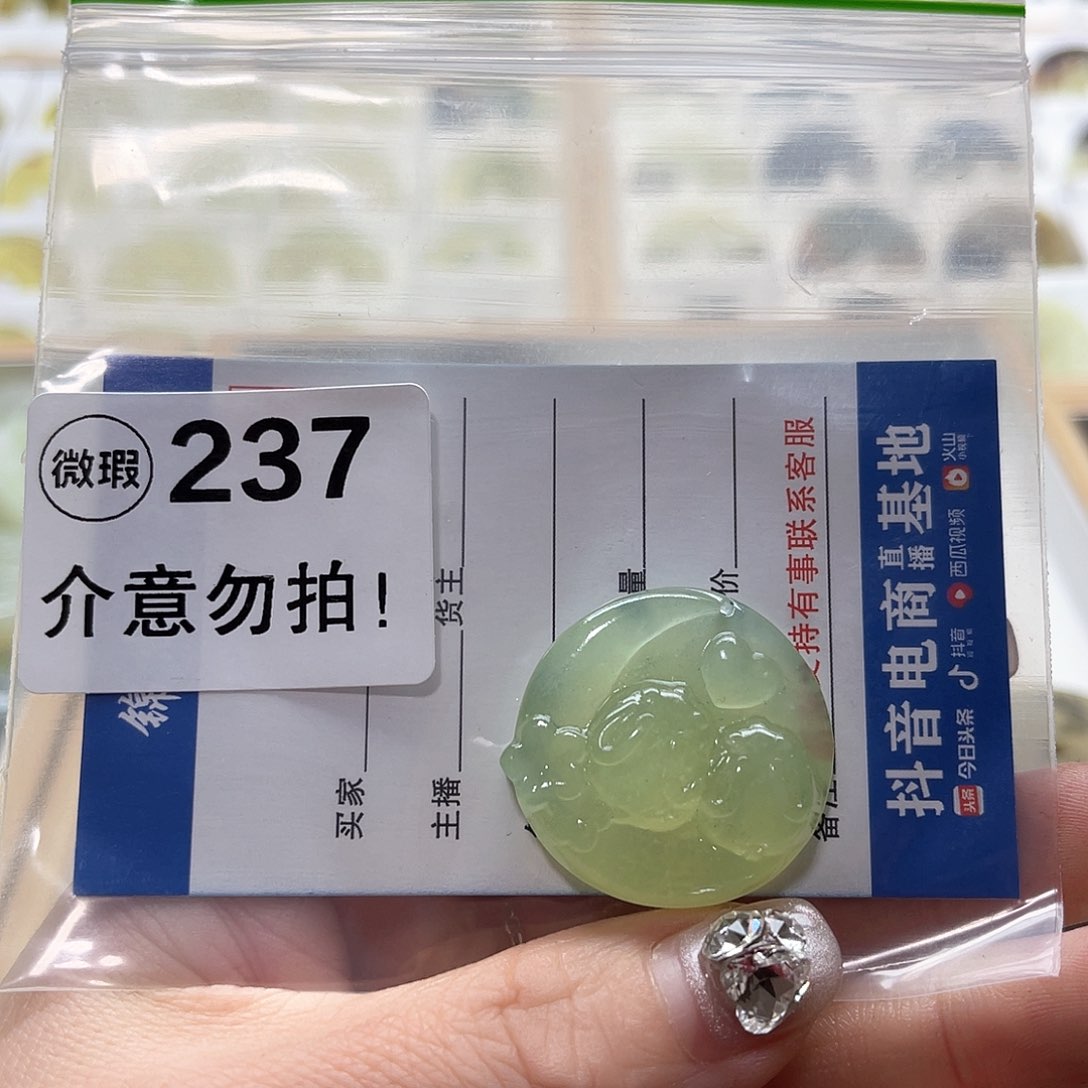 微瑕 237
介意勿拍!
买家
主播
货主
量
价
持有事联系客服
抖音电商直播基地
头条 今日头条 抖音 西瓜视频 火山